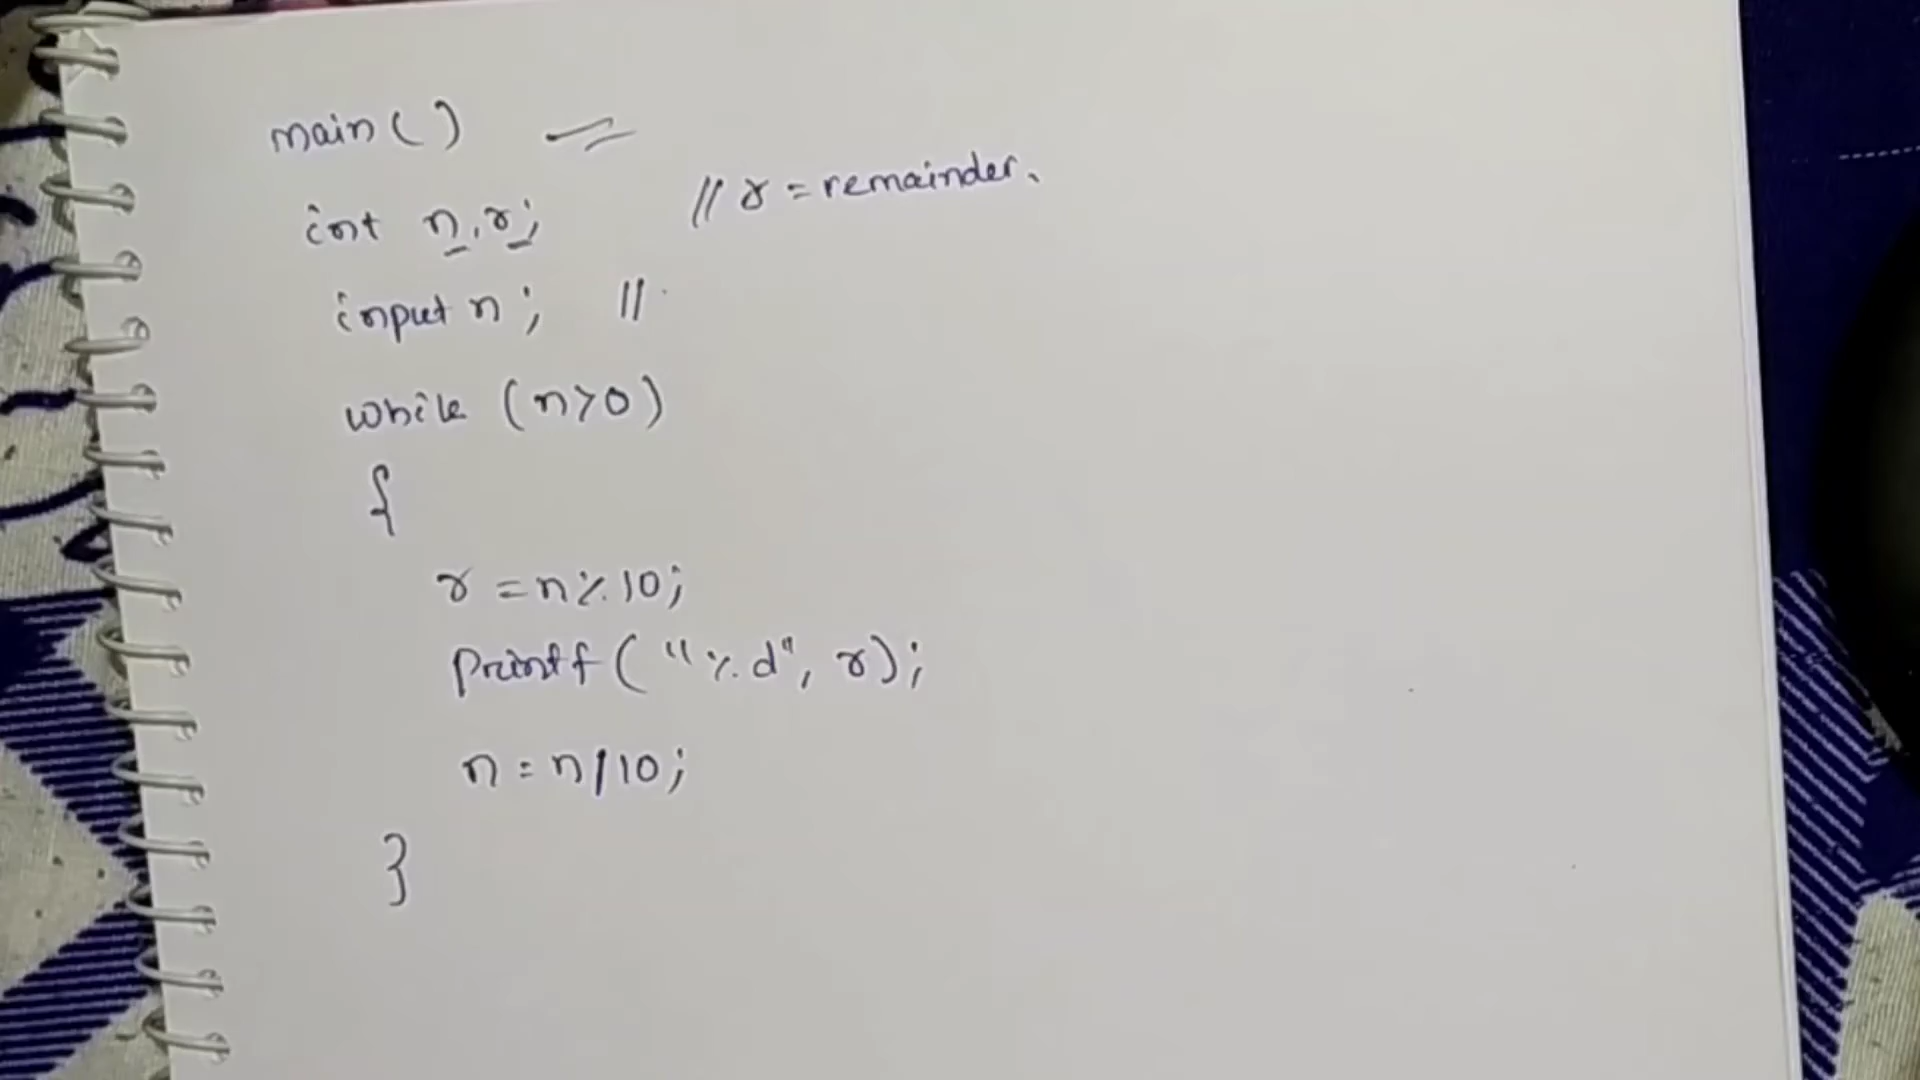 main()
int n,r; // r = remainder.
input n; //
while (n>0)
{
r = n%10;
printf("%d", r);
n = n/10;
}